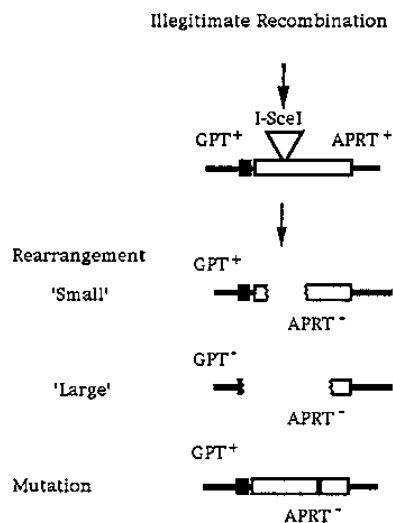 Illegitimate Recombination
I-SceI
GPT+ APRT+
Rearrangement
GPT+
'Small'
APRT-
GPT-
'Large'
APRT-
GPT+
Mutation
APRT-